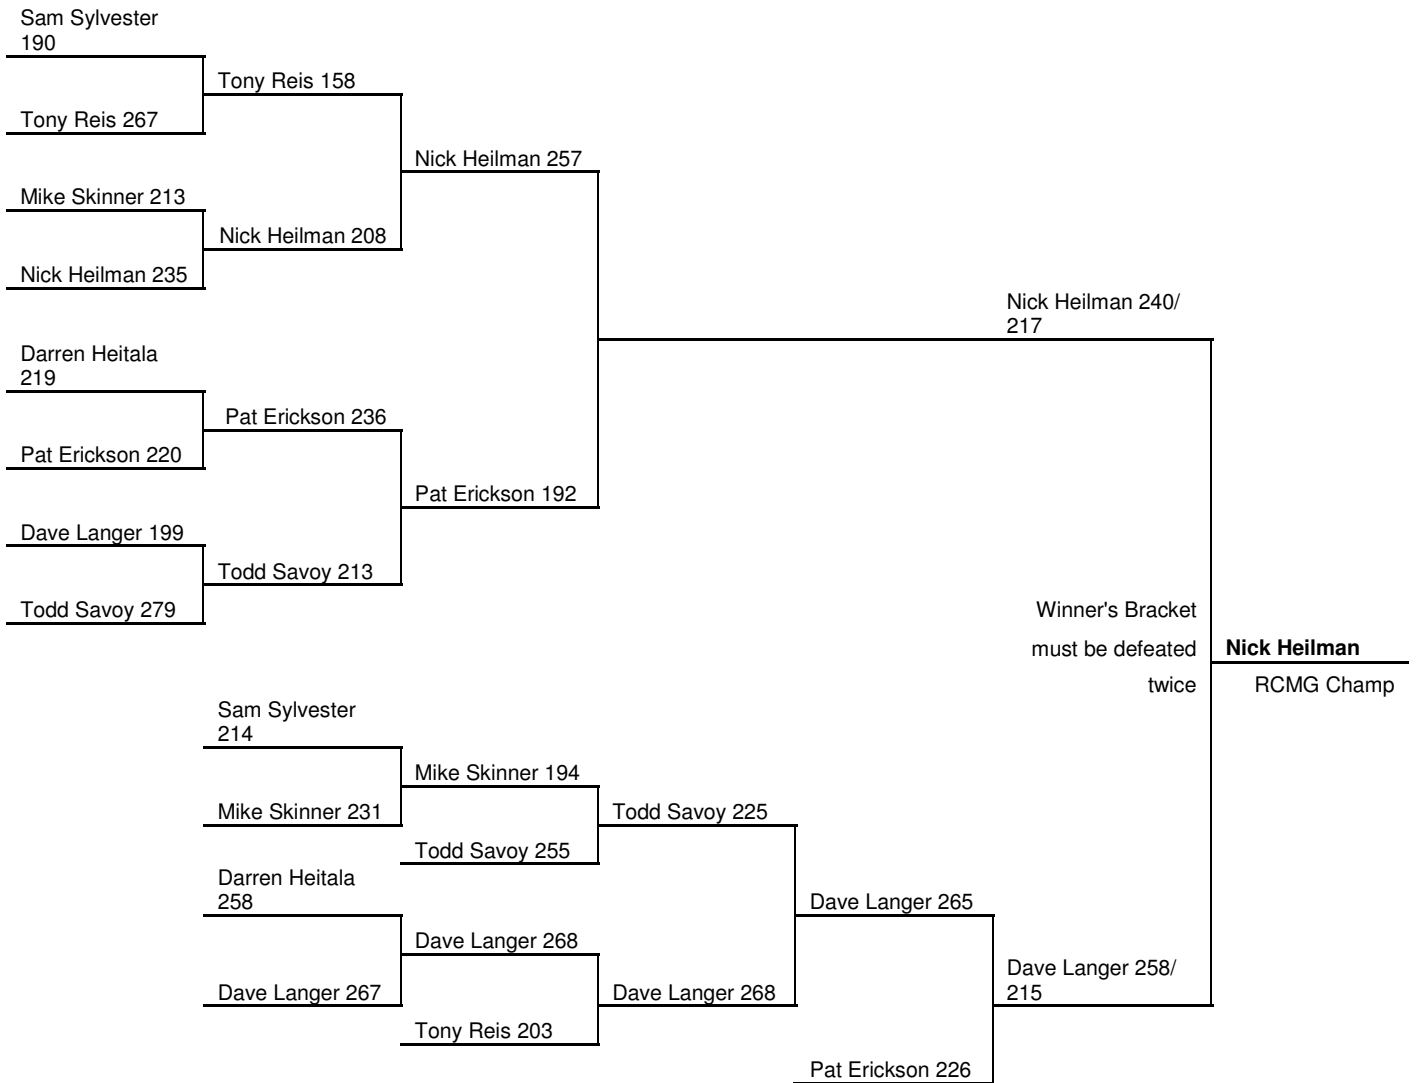 Sam Sylvester
190
Tony Reis 158
Tony Reis 267
Nick Heilman 257
Mike Skinner 213
Nick Heilman 208
Nick Heilman 235
Nick Heilman 240/
217
Darren Heitala
219
Pat Erickson 236
Pat Erickson 220
Pat Erickson 192
Dave Langer 199
Todd Savoy 213
Todd Savoy 279
Winner's Bracket
must be defeated
twice
Nick Heilman
RCMG Champ
Sam Sylvester
214
Mike Skinner 194
Mike Skinner 231
Todd Savoy 225
Todd Savoy 255
Darren Heitala
258
Dave Langer 265
Dave Langer 268
Dave Langer 258/
215
Dave Langer 267
Dave Langer 268
Tony Reis 203
Pat Erickson 226